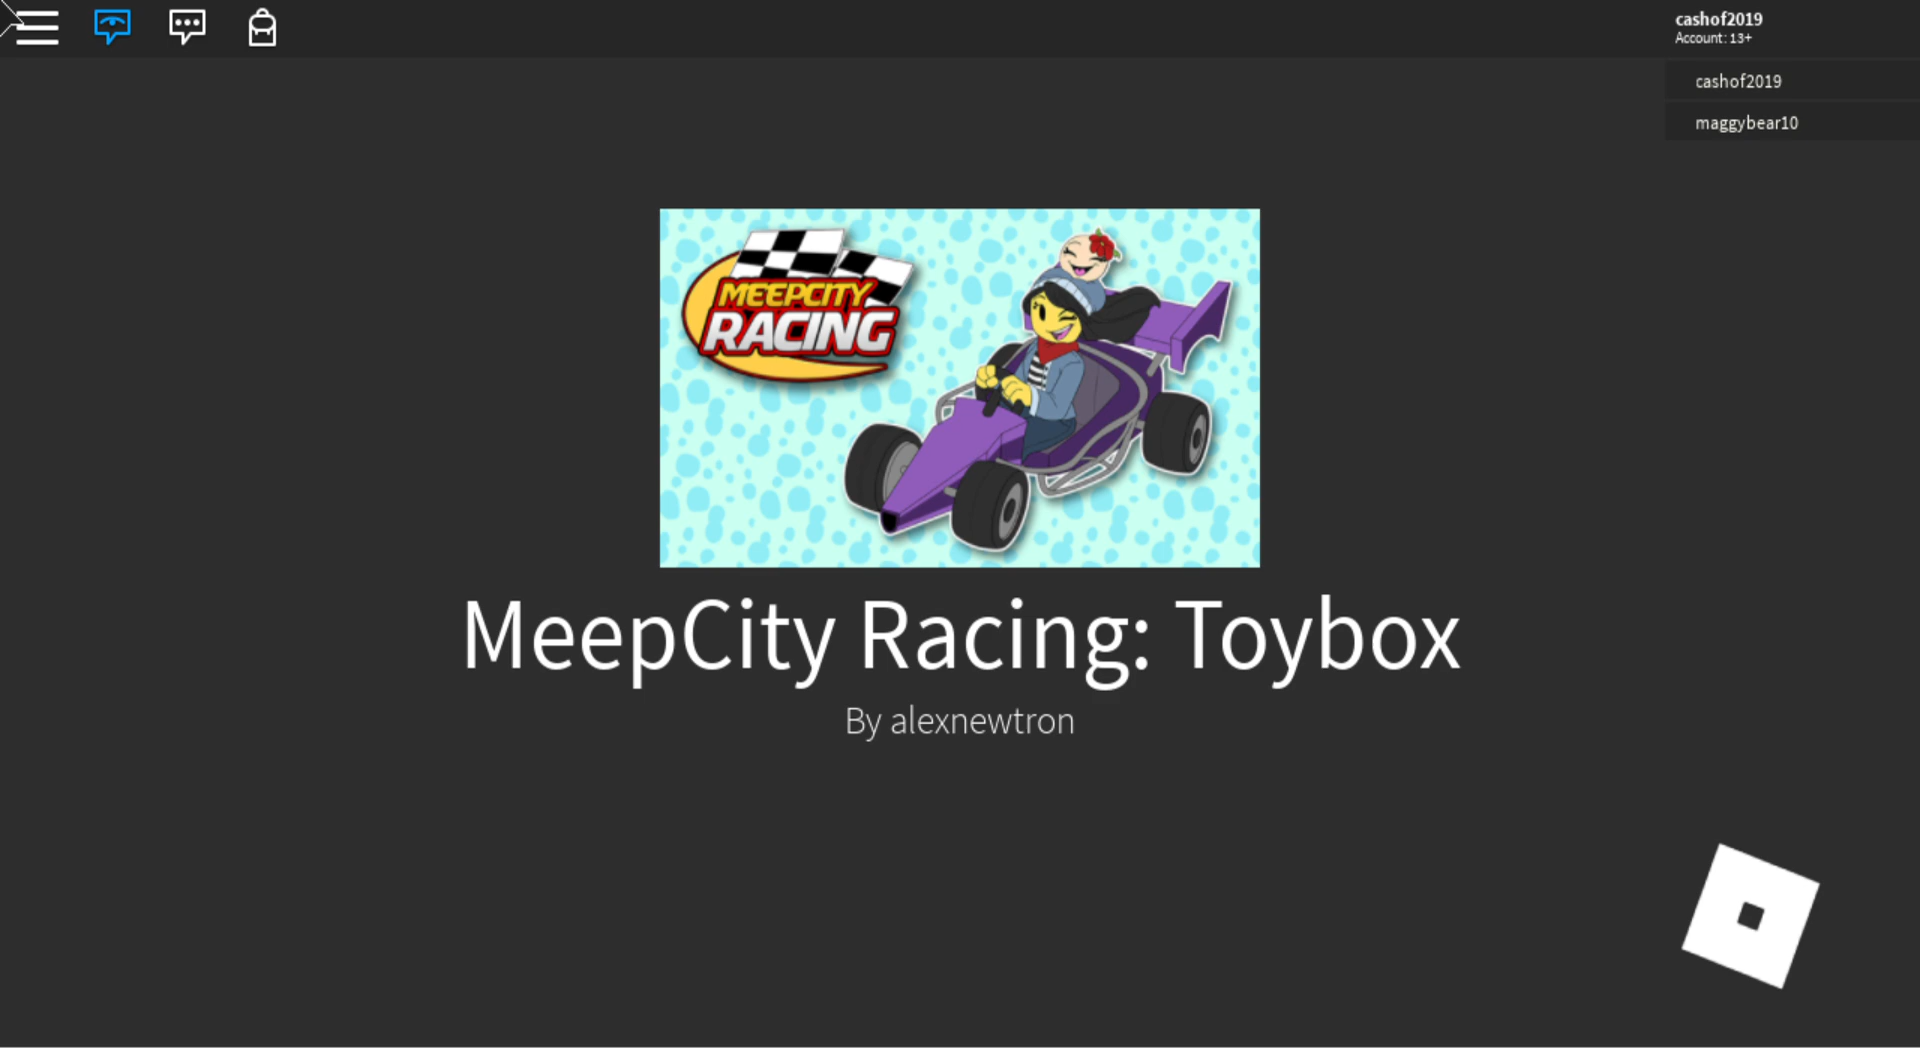 cashof2019
Account: 13+
cashof2019
maggybear10
MEEPCITY
RACING
MeepCity Racing: Toybox
By alexnewtron